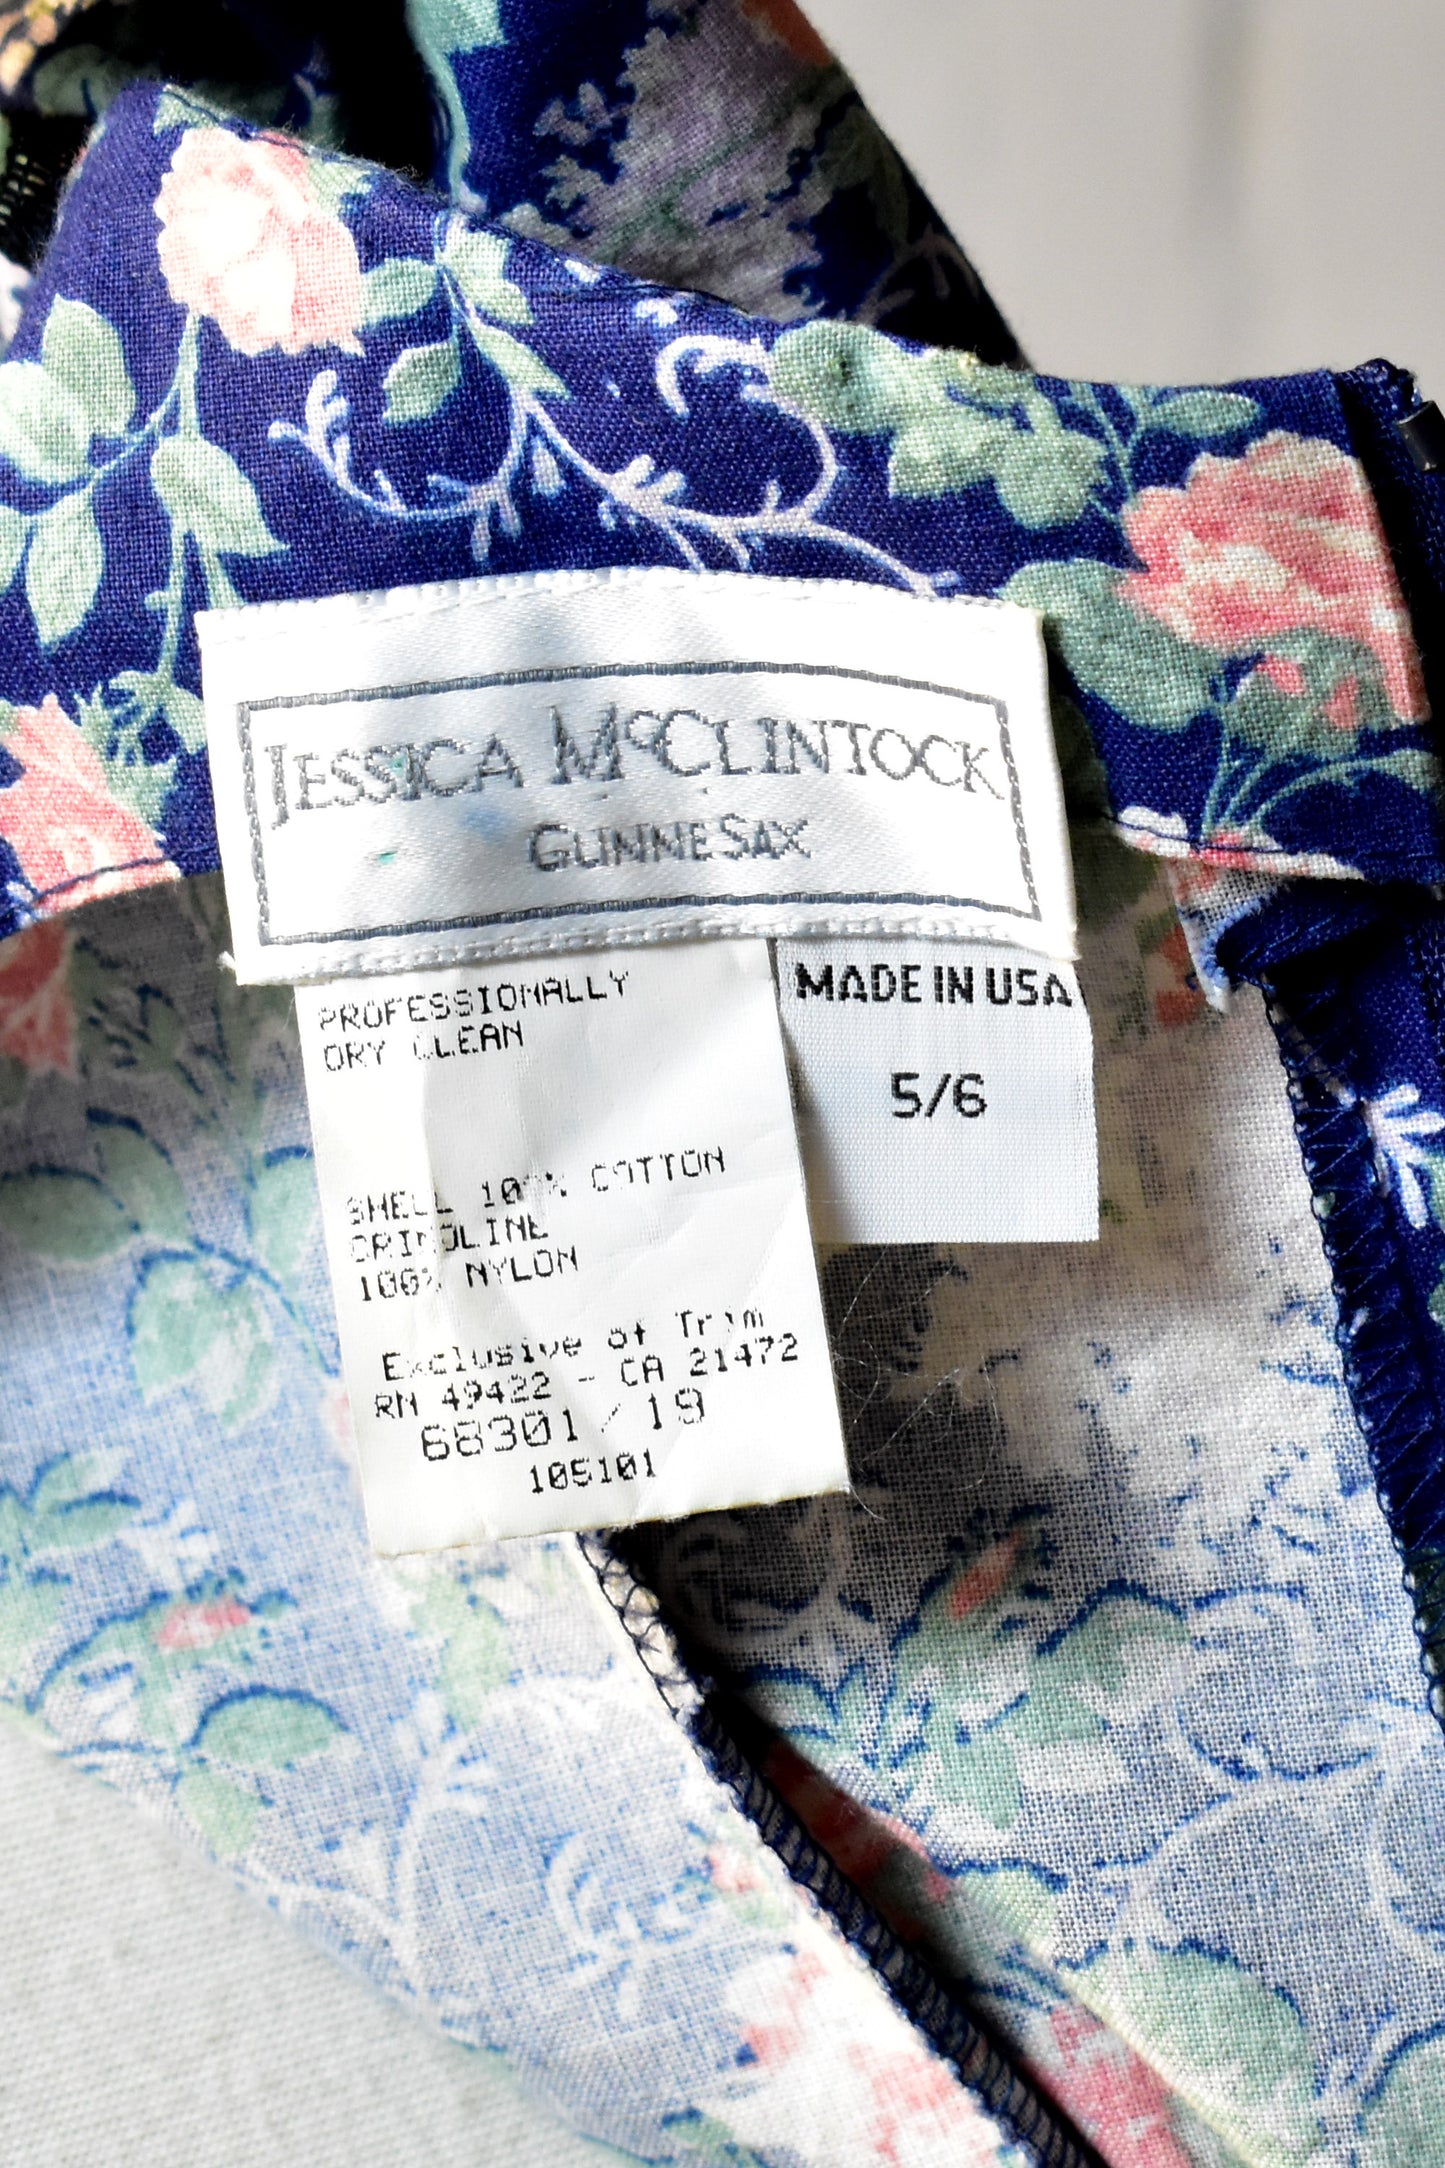 JESSICA McCLINTOCK
GUNNE SAX
PROFESSIONALLY
DRY CLEAN
MADE IN USA
5/6
SHELL 100% COTTON
CRINOLINE
100% NYLON
Exclusive of Trim
RN 49422 - CA 21472
68301/19
105101